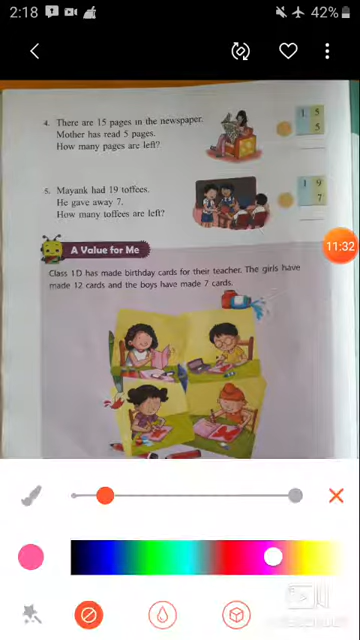 2:18
42%
4. There are 15 pages in the newspaper.
Mother has read 5 pages.
How many pages are left?
1 5
5
5. Mayank had 19 toffees.
He gave away 7.
How many toffees are left?
1 9
7
11:32
A Value for Me
Class 1D has made birthday cards for their teacher. The girls have
made 12 cards and the boys have made 7 cards.